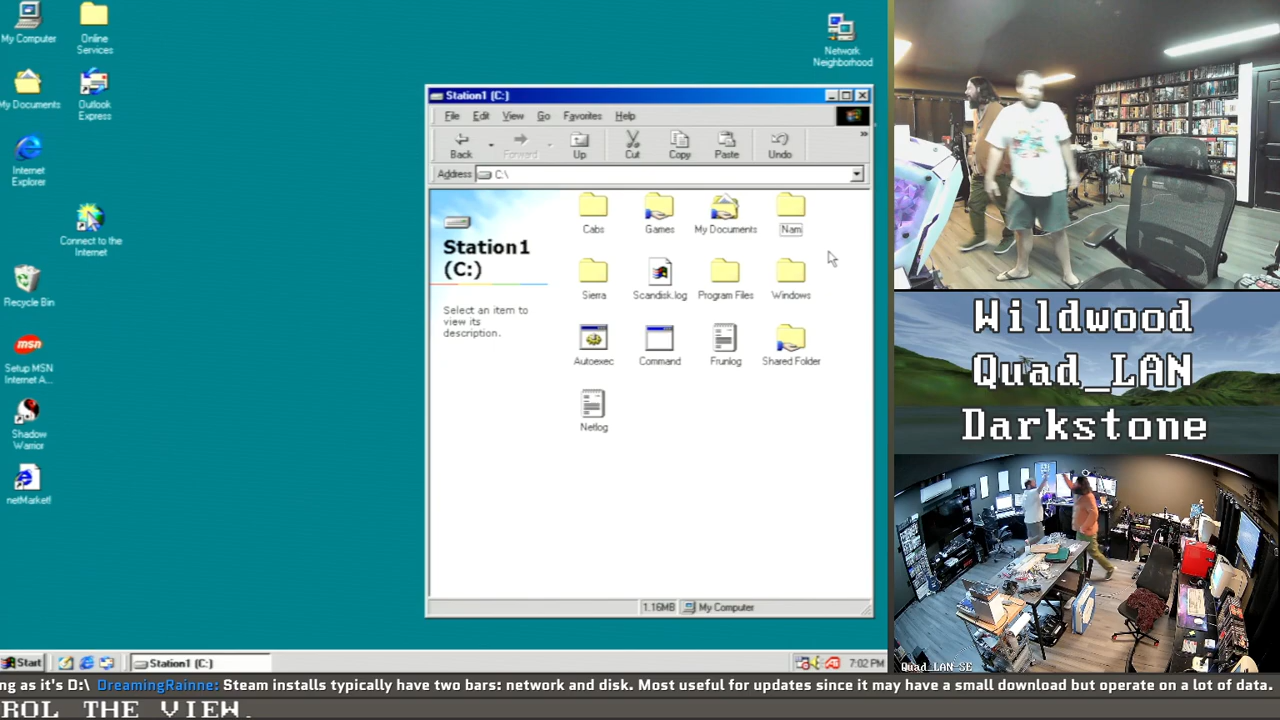 My Computer
Online
Services
Network
Neighborhood
My Documents
Outlook
Express
Internet
Explorer
Connect to the
Internet
Recycle Bin
Setup MSN
Internet A...
Shadow
Warrior
netMarket!
Station1 (C:)
File Edit View Go Favorites Help
Back Forward Up Cut Copy Paste Undo
Address C:\
Station1
(C:)
Select an item to
view its
description.
Cabs Games My Documents Nam
Sierra Scandisk.log Program Files Windows
Autoexec Command Frunlog Shared Folder
Netlog
1.16MB My Computer
Start Station1 (C:) 7:02 PM
Wildwood
Quad_LAN
Darkstone
Quad_LAN-SE
ng as it's D:\ DreamingRainne: Steam installs typically have two bars: network and disk. Most useful for updates since it may have a small download but operate on a lot of data.
ROL THE VIEW.